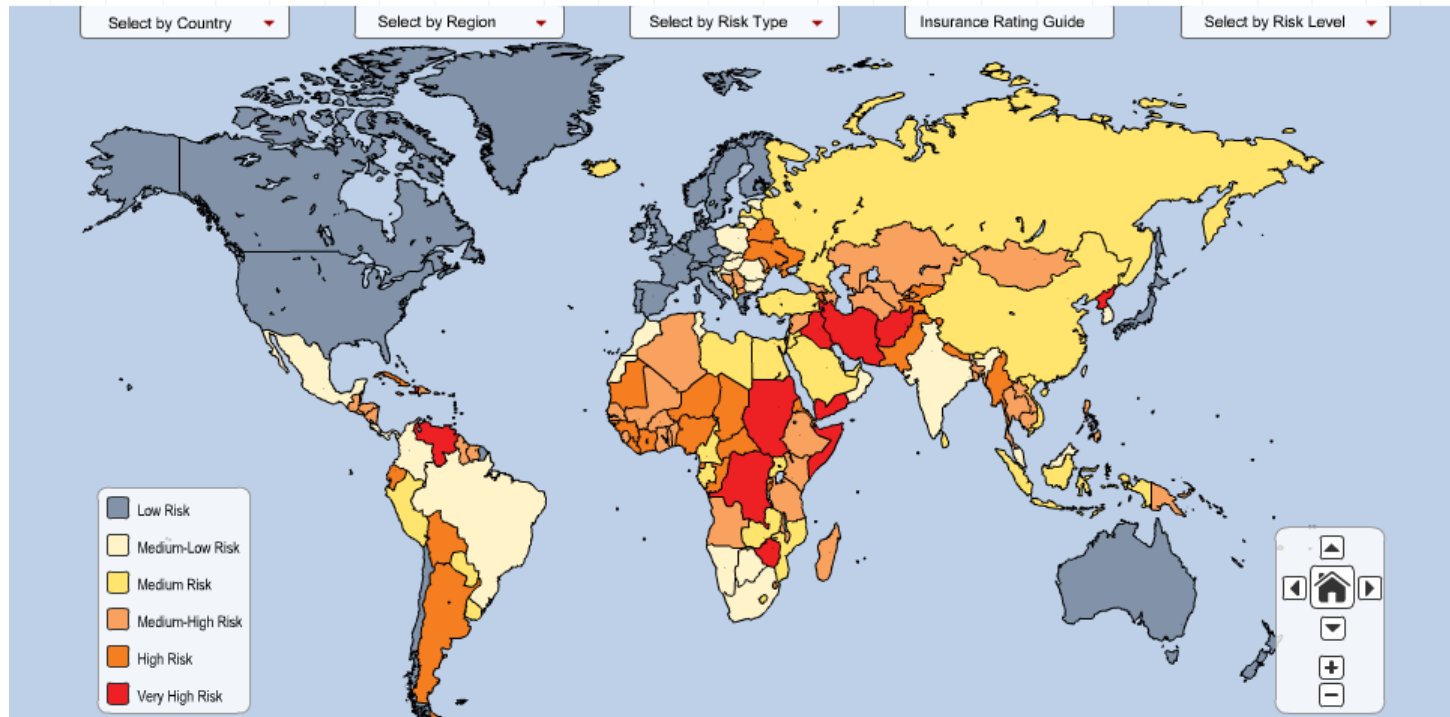 Select by Country
Select by Region
Select by Risk Type
Insurance Rating Guide
Select by Risk Level
Low Risk
Medium-Low Risk
Medium Risk
Medium-High Risk
High Risk
Very High Risk